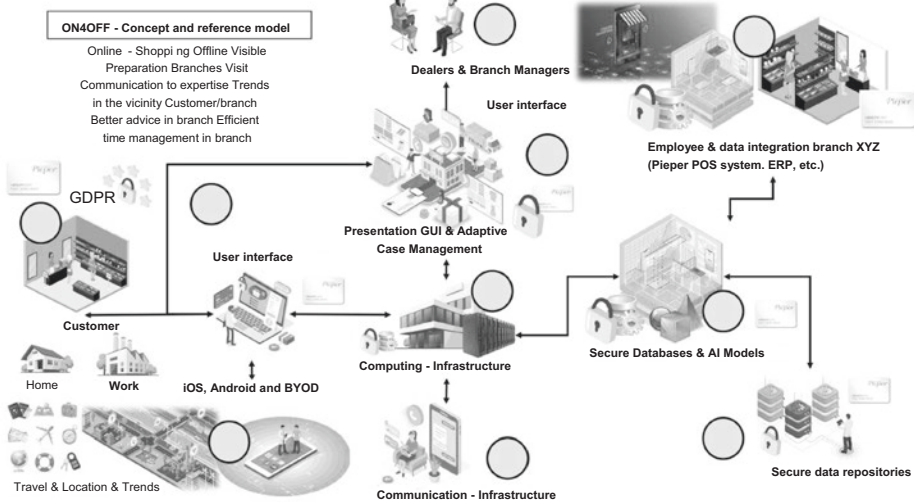 ON4OFF - Concept and reference model
Online - Shoppi ng Offline Visible
Preparation Branches Visit
Communication to expertise Trends
in the vicinity Customer/branch
Better advice in branch Efficient
time management in branch
Dealers & Branch Managers
User interface
Employee & data integration branch XYZ
(Pieper POS system. ERP, etc.)
Pieper
GDPR
Presentation GUI & Adaptive
Case Management
User interface
Customer
Secure Databases & AI Models
Computing - Infrastructure
Home
Work
iOS, Android and BYOD
Pieper
Travel & Location & Trends
Communication - Infrastructure
Secure data repositories